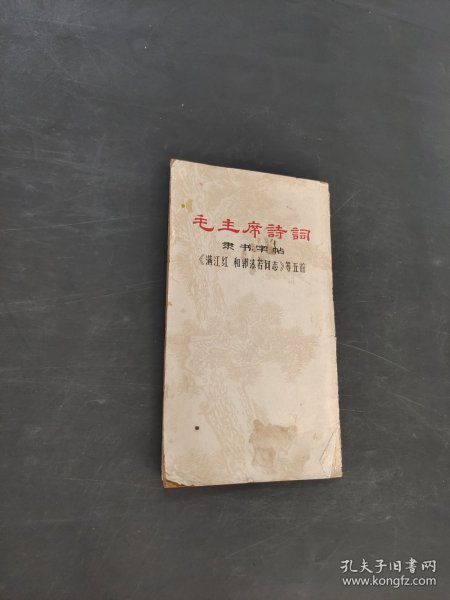 毛主席詩詞
隶书字帖
《满江红 和郭沫若同志》等五首
孔夫子旧书网
www.kongfz.com